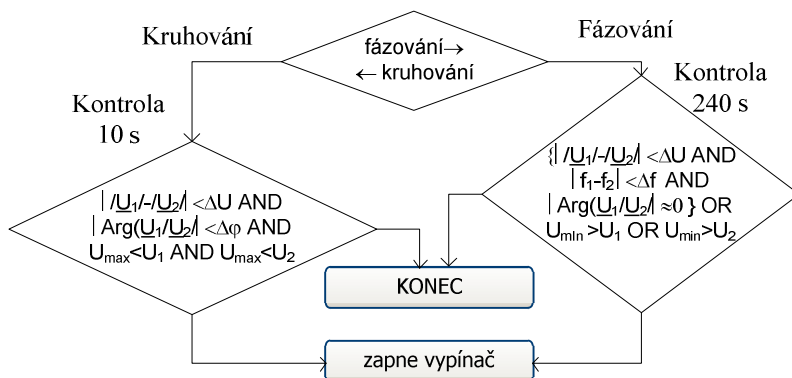 Kruhování
fázování→
←kruhování
Fázování
Kontrola
10 s
Kontrola
240 s
| /U1/-/U2/| <ΔU AND
| Arg(U1/U2/| <Δφ AND
Umax<U1 AND Umax<U2
{| /U1/-/U2/| <ΔU AND
| f1-f2| <Δf AND
| Arg(U1/U2/| ≈0 } OR
UmIn >U1 OR Umin>U2
KONEC
zapne vypínač